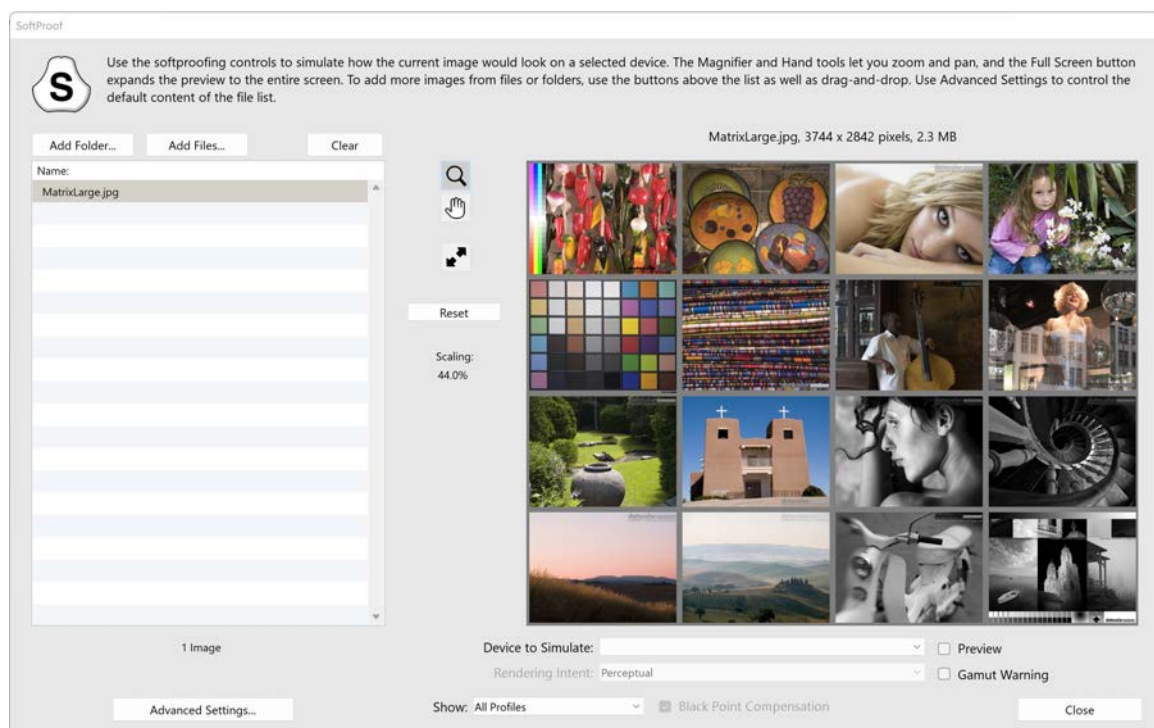 SoftProof
S
Use the softproofing controls to simulate how the current image would look on a selected device. The Magnifier and Hand tools let you zoom and pan, and the Full Screen button
expands the preview to the entire screen. To add more images from files or folders, use the buttons above the list as well as drag-and-drop. Use Advanced Settings to control the
default content of the file list.
Add Folder...
Add Files...
Clear
Name:
MatrixLarge.jpg
1 Image
Advanced Settings...
MatrixLarge.jpg, 3744 x 2842 pixels, 2.3 MB
Reset
Scaling:
44.0%
Device to Simulate:
Preview
Rendering Intent: Perceptual
Gamut Warning
Show: All Profiles
Black Point Compensation
Close